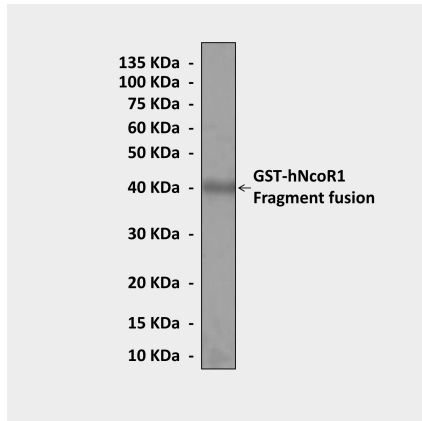 135 KDa -
100 KDa -
75 KDa -
60 KDa -
50 KDa -
40 KDa -
GST-hNcoR1
Fragment fusion
30 KDa -
20 KDa -
15 KDa -
10 KDa -